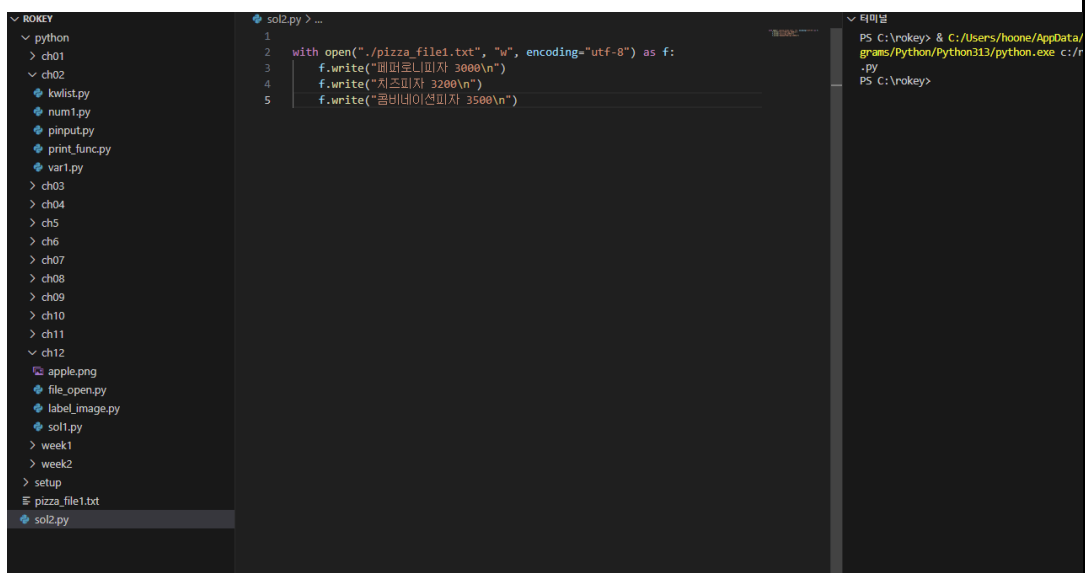 ROKEY
python
ch01
ch02
kwlist.py
num1.py
pinput.py
print_func.py
var1.py
ch03
ch04
ch5
ch6
ch07
ch08
ch09
ch10
ch11
ch12
apple.png
file_open.py
label_image.py
sol1.py
week1
week2
setup
pizza_file1.txt
sol2.py
sol2.py > ...
1
2 with open("./pizza_file1.txt", "w", encoding="utf-8") as f:
3 f.write("페퍼로니피자 3000\n")
4 f.write("치즈피자 3200\n")
5 f.write("콤비네이션피자 3500\n")
터미널
PS C:\rokey> & C:/Users/hoone/AppData/
grams/Python/Python313/python.exe c:/r
.py
PS C:\rokey>